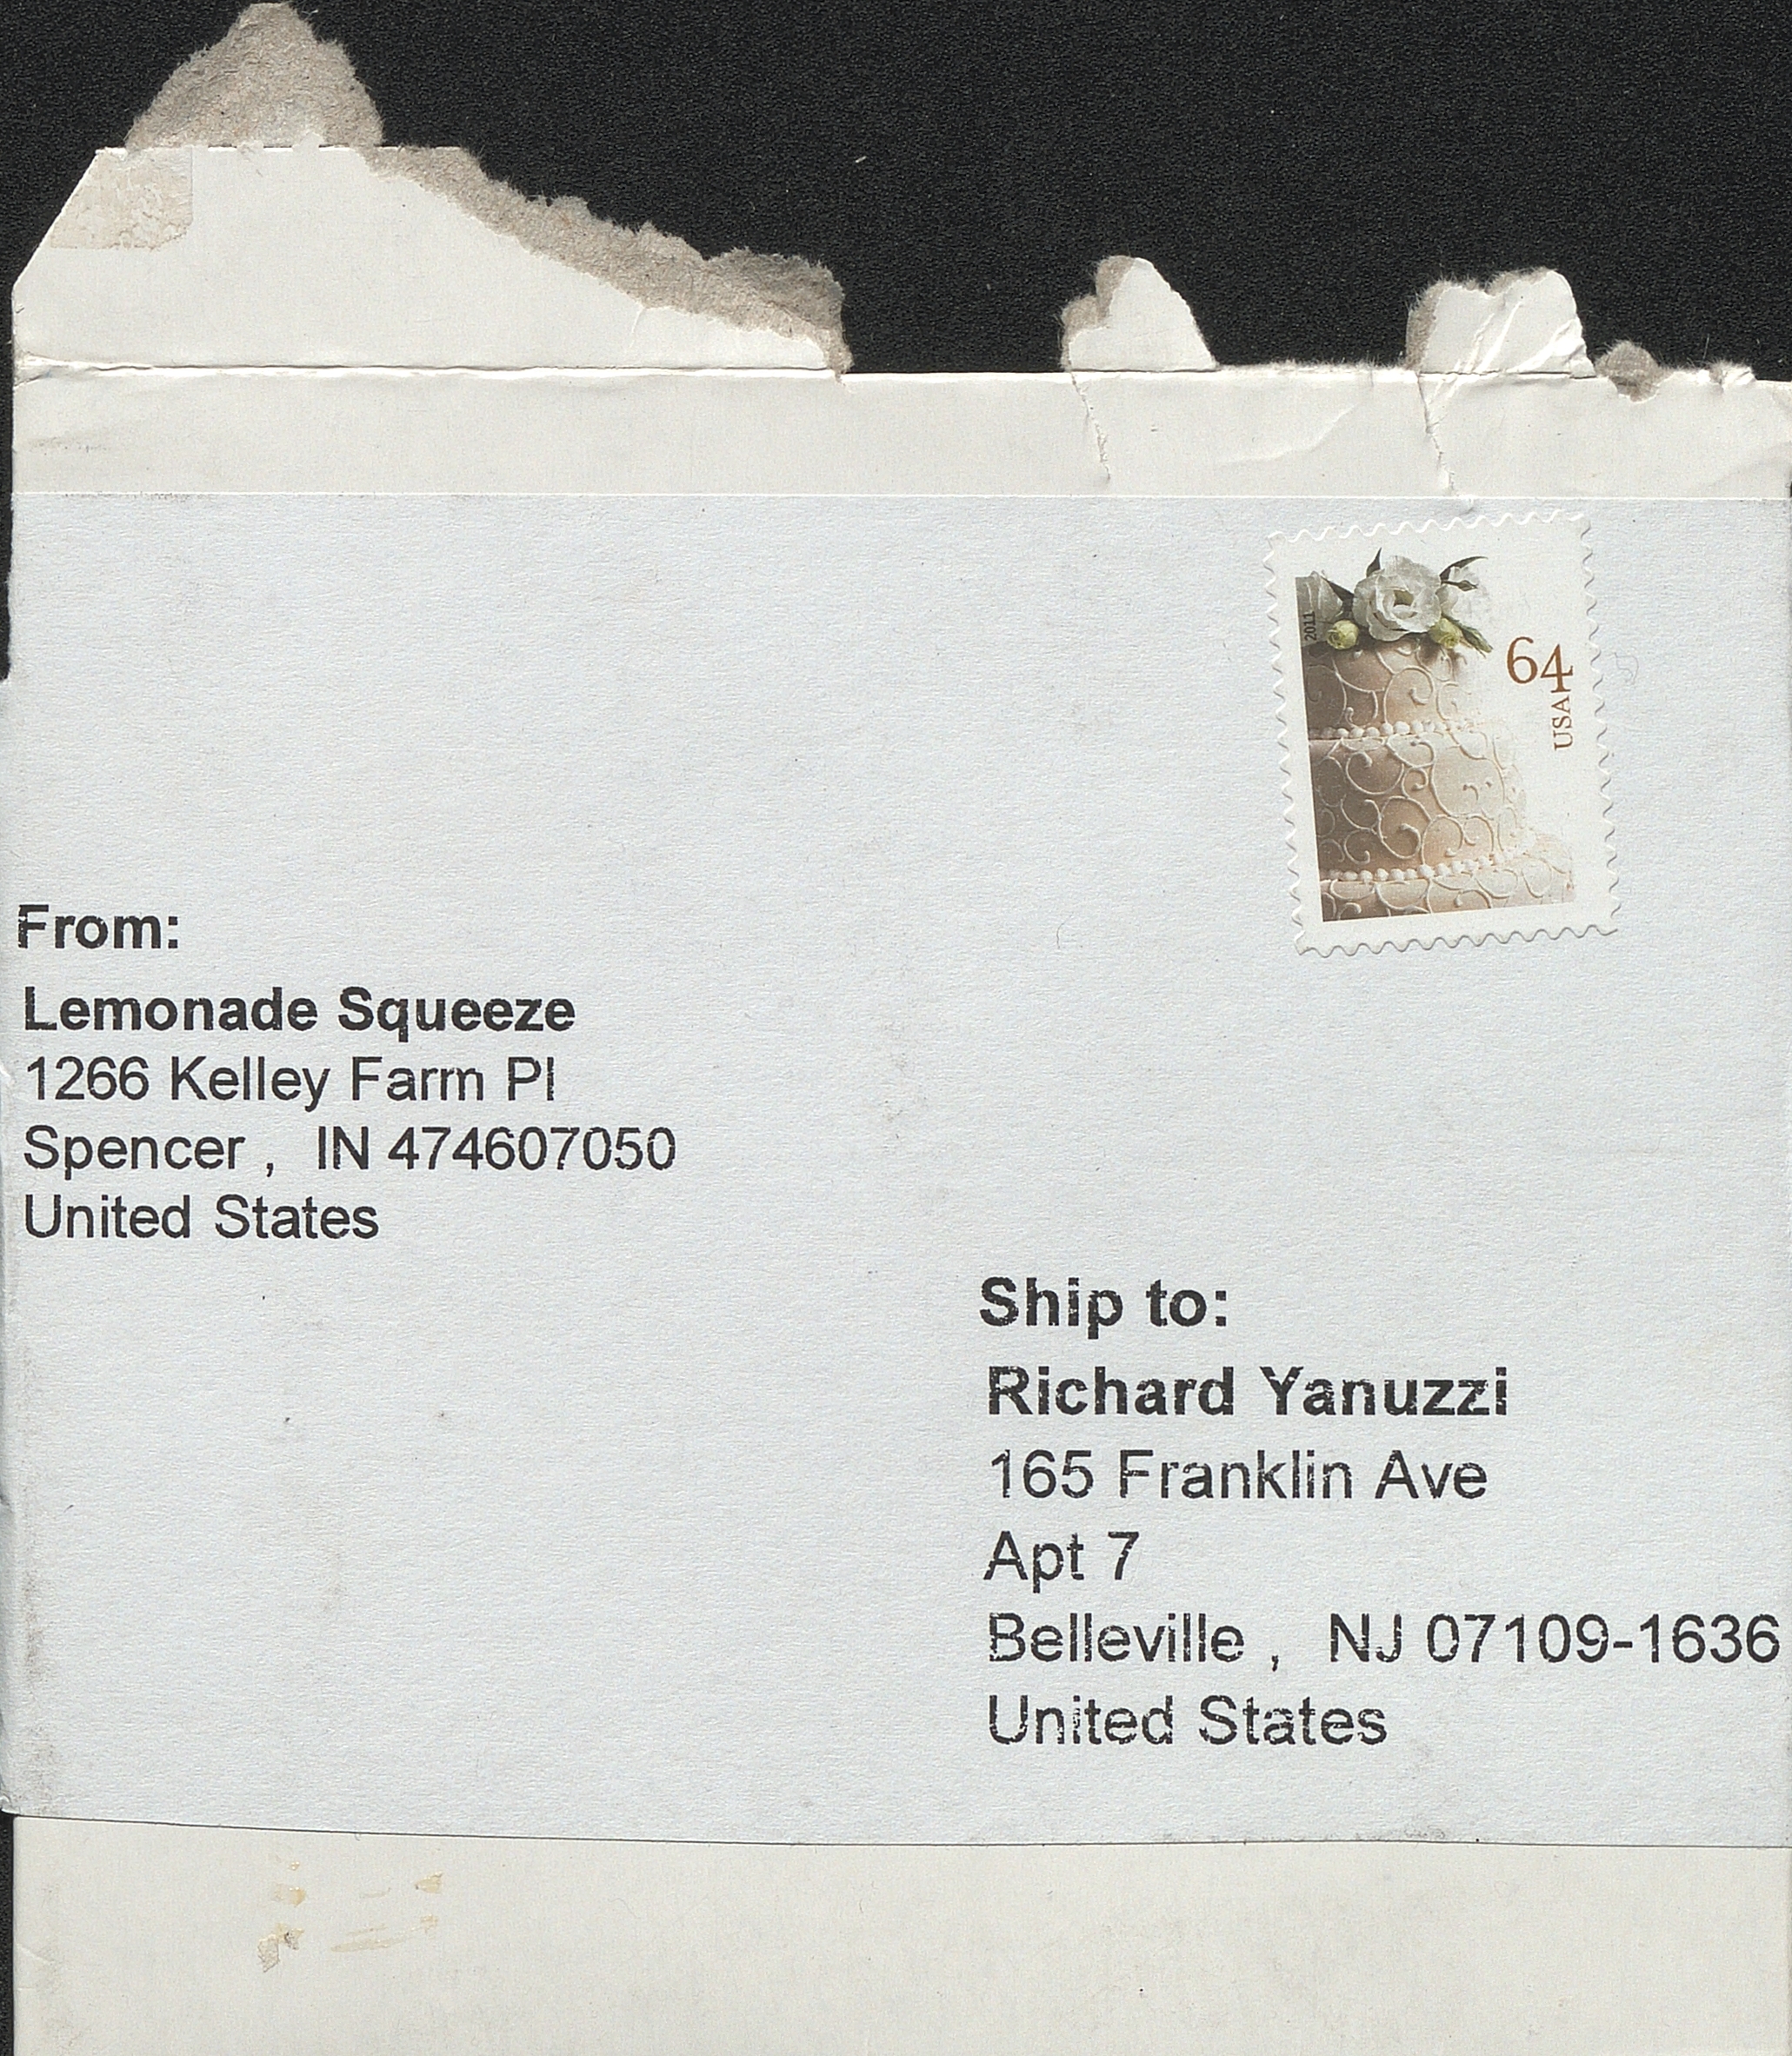 2011
64
USA
From:
Lemonade Squeeze
1266 Kelley Farm Pl
Spencer , IN 474607050
United States
Ship to:
Richard Yanuzzi
165 Franklin Ave
Apt 7
Belleville , NJ 07109-1636
United States